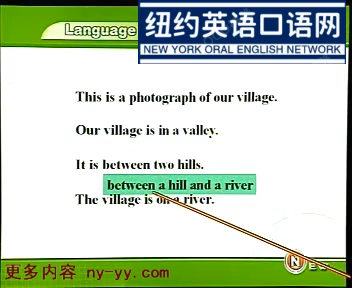 Language
纽约英语口语网
NEW YORK ORAL ENGLISH NETWORK
This is a photograph of our village.
Our village is in a valley.
It is between two hills.
between a hill and a river
The village is on a river.
更多内容 ny-yy.com